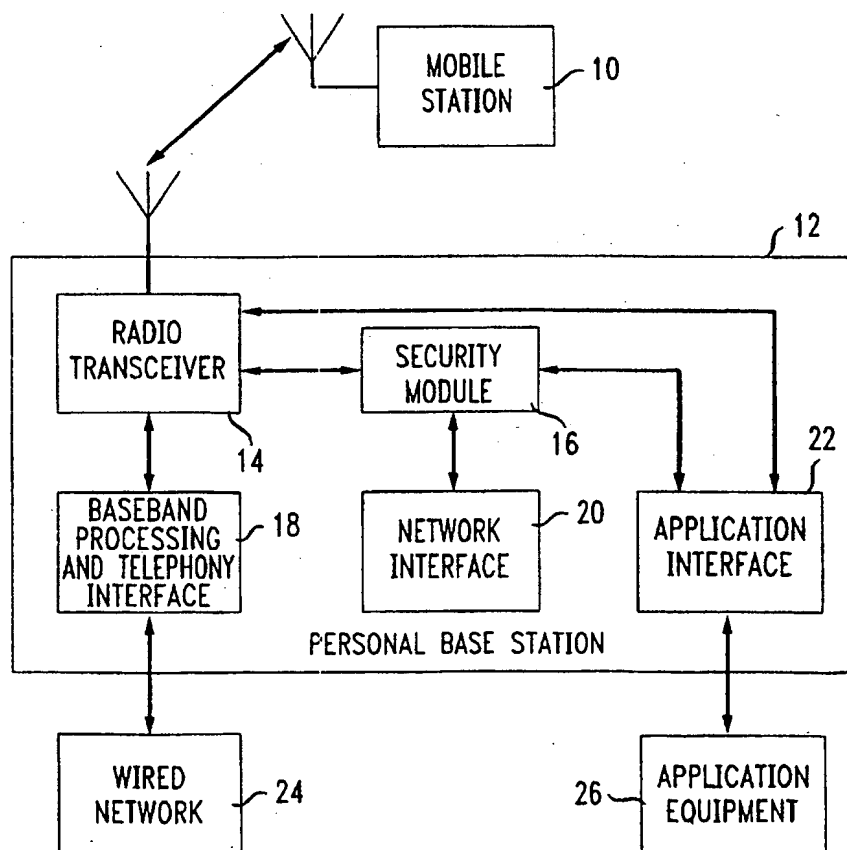 MOBILE
STATION
10
12
RADIO
TRANSCEIVER
14
SECURITY
MODULE
16
22
BASEBAND
PROCESSING
AND TELEPHONY
INTERFACE
18
NETWORK
INTERFACE
20
APPLICATION
INTERFACE
PERSONAL BASE STATION
WIRED
NETWORK
24
26
APPLICATION
EQUIPMENT